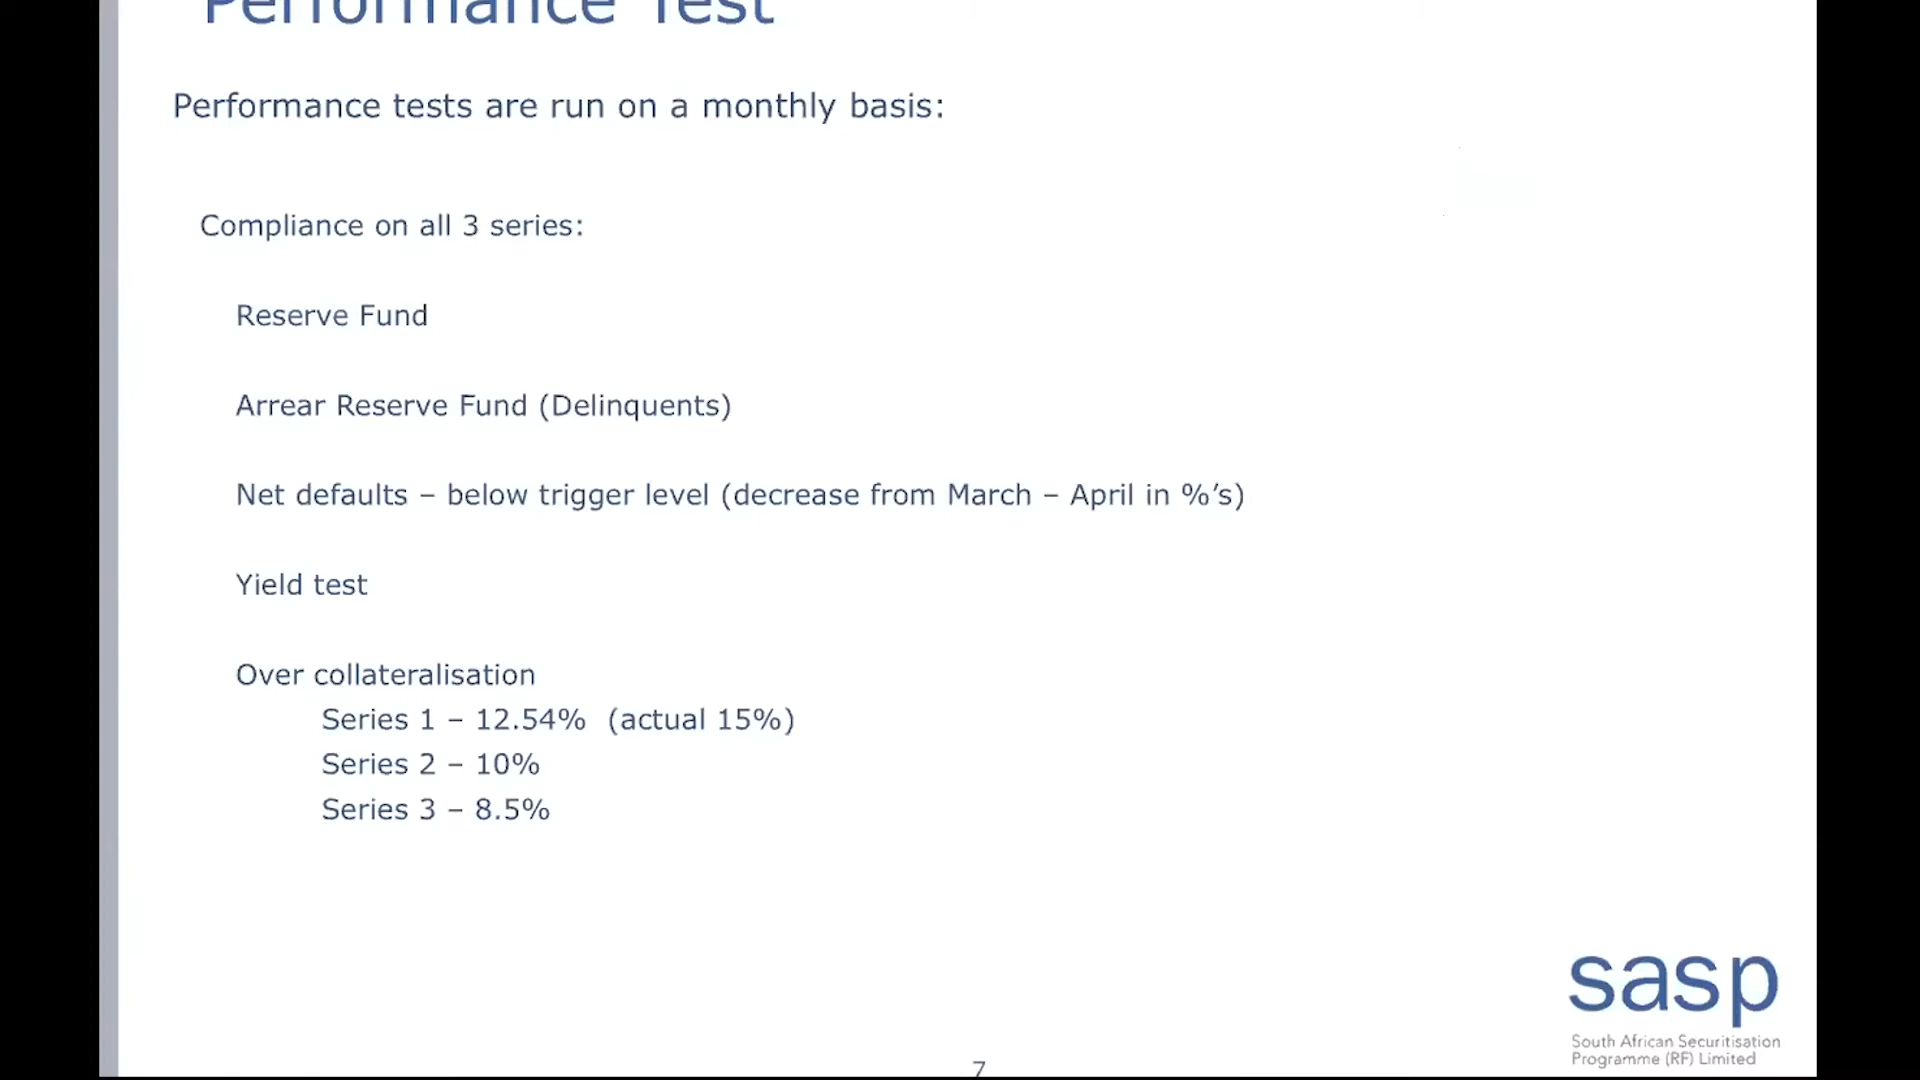 Performance Test
Performance tests are run on a monthly basis:
Compliance on all 3 series:
Reserve Fund
Arrear Reserve Fund (Delinquents)
Net defaults – below trigger level (decrease from March – April in %’s)
Yield test
Over collateralisation
Series 1 – 12.54% (actual 15%)
Series 2 – 10%
Series 3 – 8.5%
sasp
South African Securitisation
Programme (RF) Limited
7